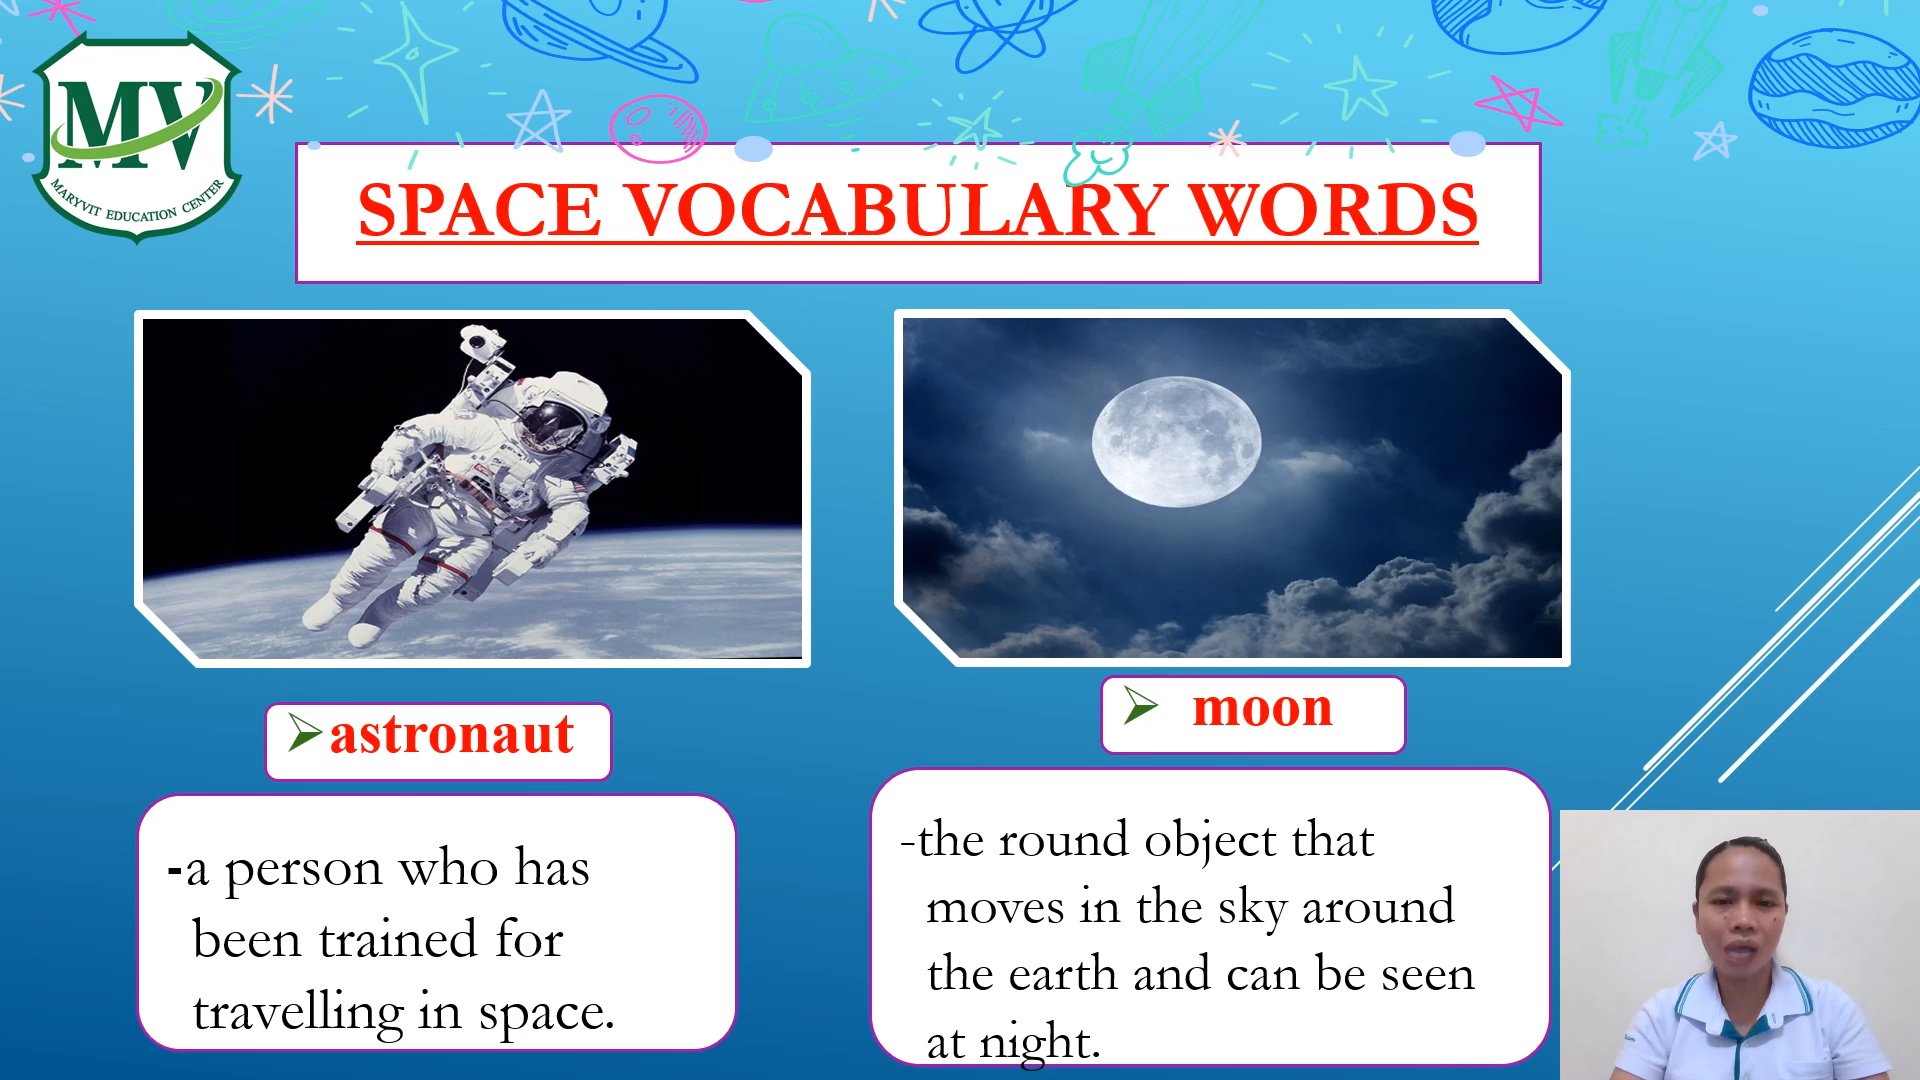 MV
MARYVIT EDUCATION CENTER
SPACE VOCABULARY WORDS
astronaut
moon
-a person who has
been trained for
travelling in space.
-the round object that
moves in the sky around
the earth and can be seen
at night.